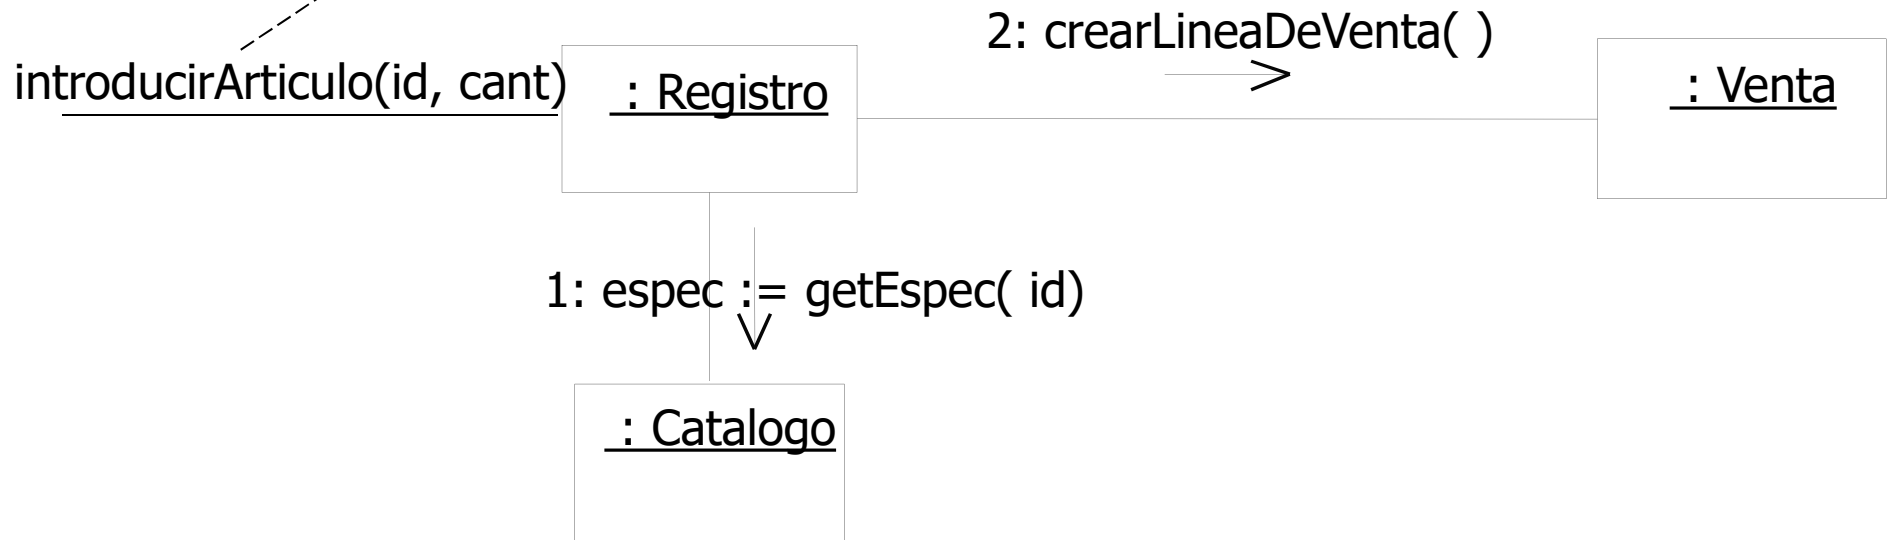 2: crearLineaDeVenta( )
introducirArticulo(id, cant)
: Registro
: Venta
1: espec := getEspec( id)
: Catalogo